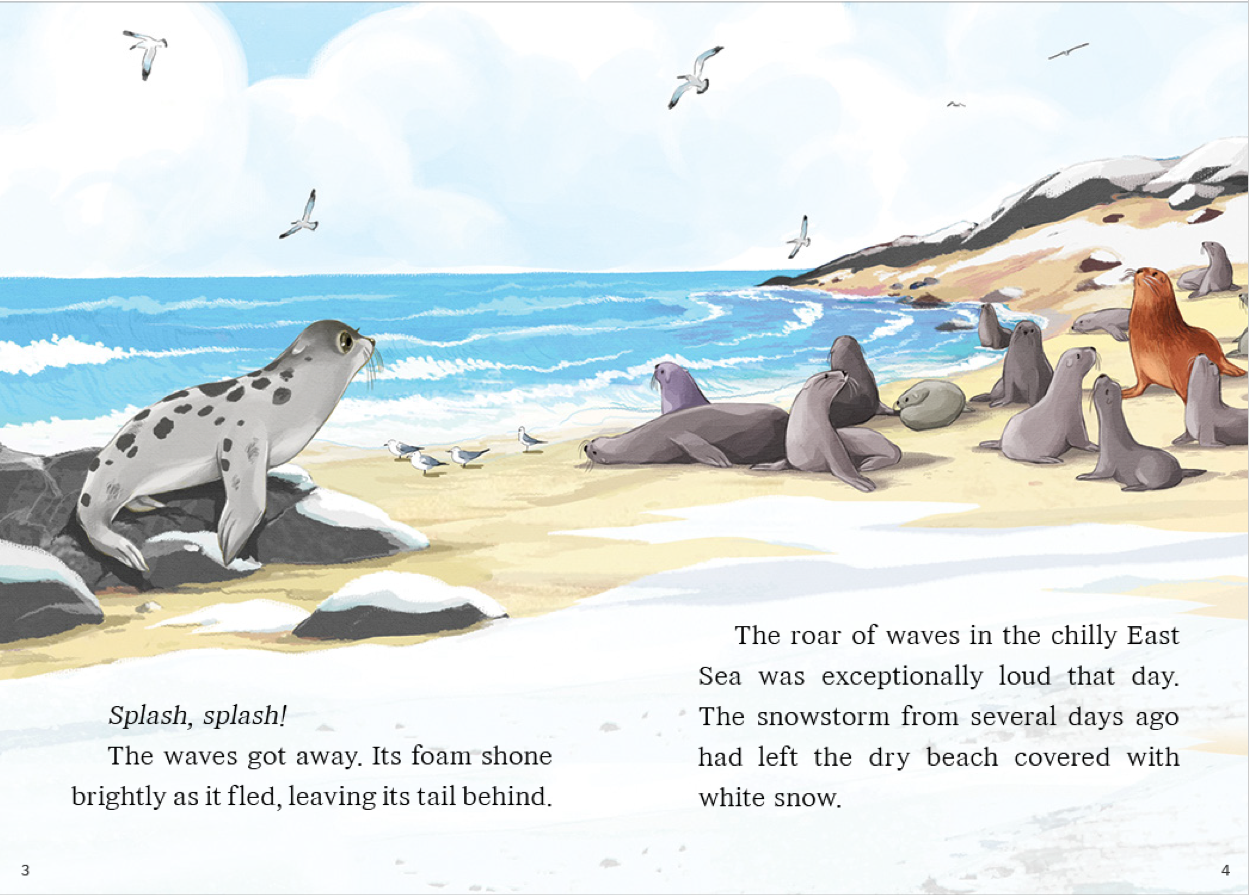 Splash, splash!
The waves got away. Its foam shone
brightly as it fled, leaving its tail behind.
3
The roar of waves in the chilly East
Sea was exceptionally loud that day.
The snowstorm from several days ago
had left the dry beach covered with
white snow.
4